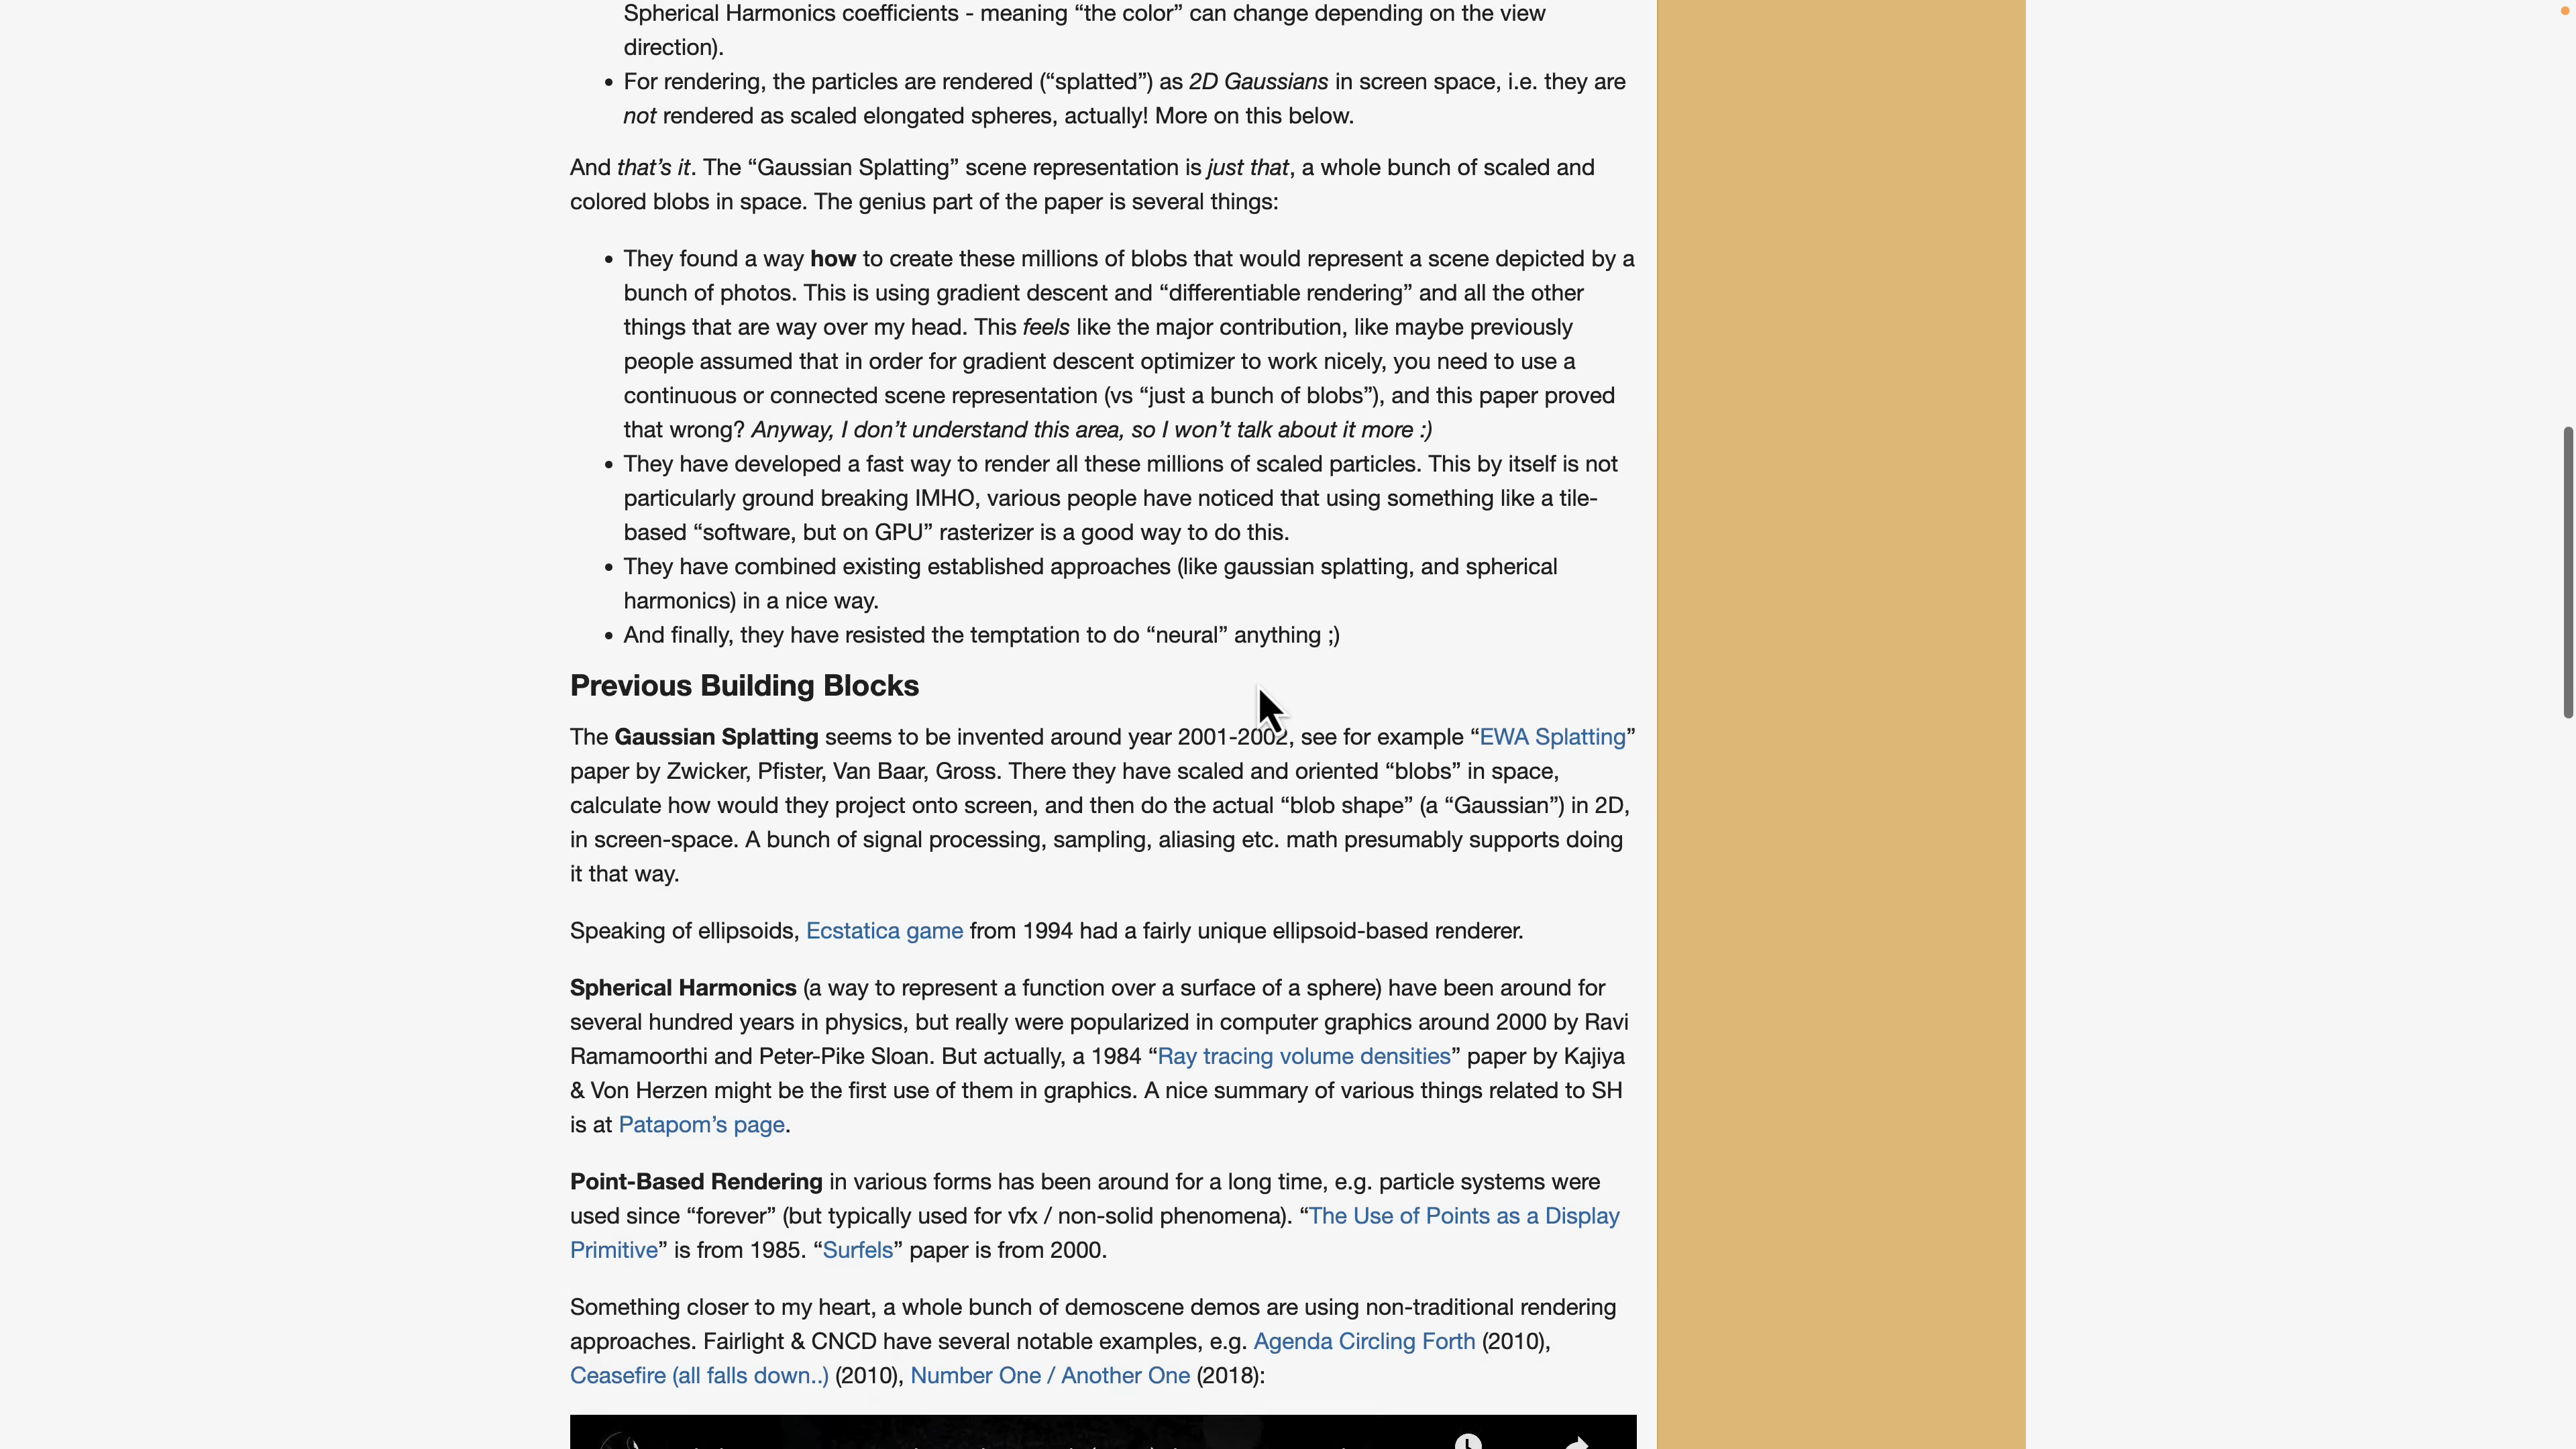 Spherical Harmonics coefficients - meaning “the color” can change depending on the view
direction).
• For rendering, the particles are rendered (“splatted”) as 2D Gaussians in screen space, i.e. they are
not rendered as scaled elongated spheres, actually! More on this below.
And that’s it. The “Gaussian Splatting” scene representation is just that, a whole bunch of scaled and
colored blobs in space. The genius part of the paper is several things:
• They found a way how to create these millions of blobs that would represent a scene depicted by a
bunch of photos. This is using gradient descent and “differentiable rendering” and all the other
things that are way over my head. This feels like the major contribution, like maybe previously
people assumed that in order for gradient descent optimizer to work nicely, you need to use a
continuous or connected scene representation (vs “just a bunch of blobs”), and this paper proved
that wrong? Anyway, I don’t understand this area, so I won’t talk about it more :)
• They have developed a fast way to render all these millions of scaled particles. This by itself is not
particularly ground breaking IMHO, various people have noticed that using something like a tile-
based “software, but on GPU” rasterizer is a good way to do this.
• They have combined existing established approaches (like gaussian splatting, and spherical
harmonics) in a nice way.
• And finally, they have resisted the temptation to do “neural” anything ;)
Previous Building Blocks
The Gaussian Splatting seems to be invented around year 2001-2002, see for example “EWA Splatting”
paper by Zwicker, Pfister, Van Baar, Gross. There they have scaled and oriented “blobs” in space,
calculate how would they project onto screen, and then do the actual “blob shape” (a “Gaussian”) in 2D,
in screen-space. A bunch of signal processing, sampling, aliasing etc. math presumably supports doing
it that way.
Speaking of ellipsoids, Ecstatica game from 1994 had a fairly unique ellipsoid-based renderer.
Spherical Harmonics (a way to represent a function over a surface of a sphere) have been around for
several hundred years in physics, but really were popularized in computer graphics around 2000 by Ravi
Ramamoorthi and Peter-Pike Sloan. But actually, a 1984 “Ray tracing volume densities” paper by Kajiya
& Von Herzen might be the first use of them in graphics. A nice summary of various things related to SH
is at Patapom’s page.
Point-Based Rendering in various forms has been around for a long time, e.g. particle systems were
used since “forever” (but typically used for vfx / non-solid phenomena). “The Use of Points as a Display
Primitive” is from 1985. “Surfels” paper is from 2000.
Something closer to my heart, a whole bunch of demoscene demos are using non-traditional rendering
approaches. Fairlight & CNCD have several notable examples, e.g. Agenda Circling Forth (2010),
Ceasefire (all falls down..) (2010), Number One / Another One (2018):